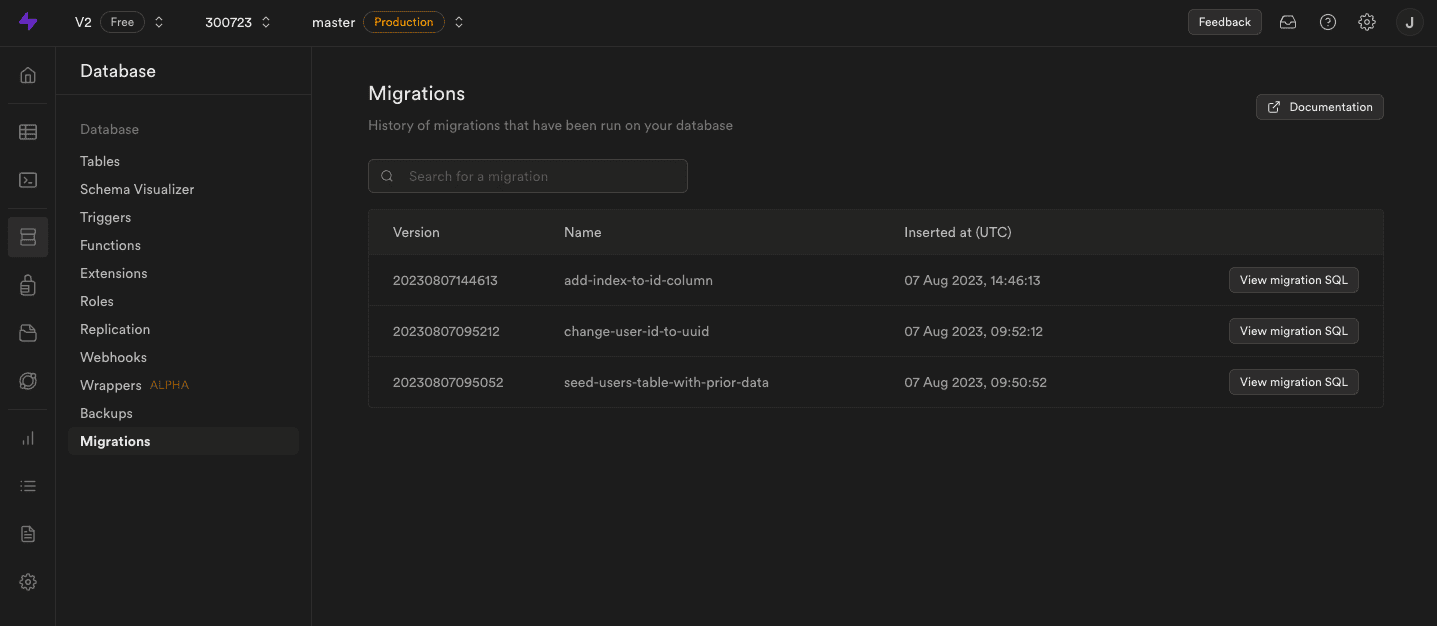 V2 Free 300723 master Production Feedback J
Database
Database
Tables
Schema Visualizer
Triggers
Functions
Extensions
Roles
Replication
Webhooks
Wrappers ALPHA
Backups
Migrations
Migrations
History of migrations that have been run on your database
Documentation
Search for a migration
Version Name Inserted at (UTC)
20230807144613 add-index-to-id-column 07 Aug 2023, 14:46:13 View migration SQL
20230807095212 change-user-id-to-uuid 07 Aug 2023, 09:52:12 View migration SQL
20230807095052 seed-users-table-with-prior-data 07 Aug 2023, 09:50:52 View migration SQL